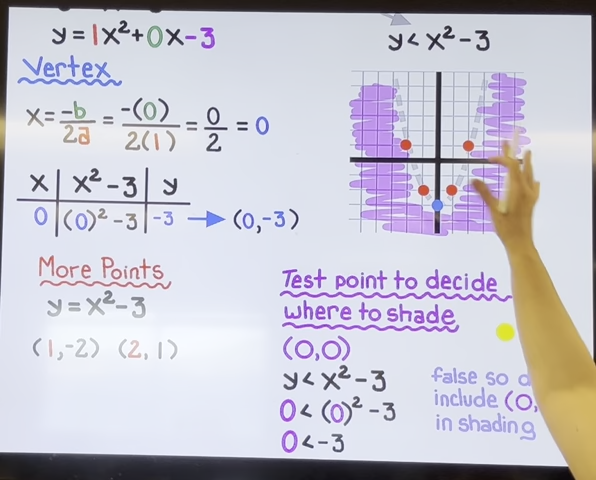 y=1x²+0x-3
Vertex
x = -b/2a = -(0)/2(1) = 0/2 = 0
x | x²-3 | y
0 | (0)²-3 | -3 → (0,-3)
More Points
y=x²-3
(1,-2) (2,1)
y<x²-3
Test point to decide
where to shade
(0,0)
y<x²-3
0<(0)²-3
0<-3
false so
include (0,
in shading